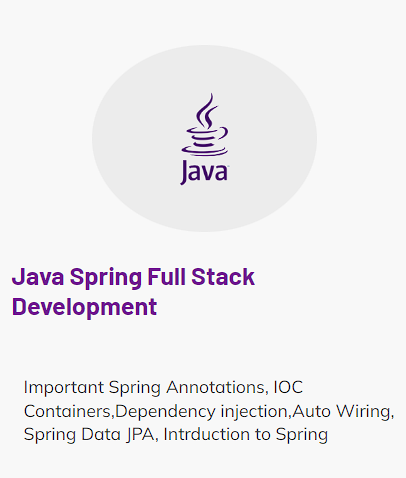 Java
Java Spring Full Stack
Development
Important Spring Annotations, IOC
Containers,Dependency injection,Auto Wiring,
Spring Data JPA, Intrduction to Spring